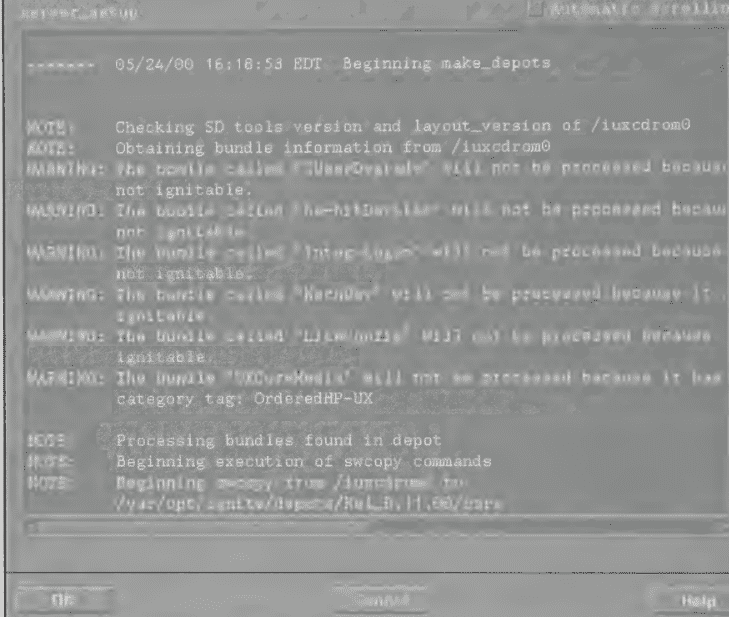 server_setup
Automatic scrollin
------- 05/24/00 16:18:53 EDT Beginning make_depots
NOTE: Checking SD tools version and layout_version of /iuxcdrom0
NOTE: Obtaining bundle information from /iuxcdrom0
WARNING: The bundle called will not be processed because
not ignitable.
WARNING: The bundle called will not be processed becau
not ignitable.
WARNING: The bundle called will not be processed because
not ignitable.
WARNING: The bundle called "KernDev" will not be processed because it
ignitable.
WARNING: The bundle called will not be processed because
ignitable.
WARNING: The bundle "UXCoreMedia" will not be processed because it has
category tag: OrderedHP-UX
NOTE: Processing bundles found in depot
NOTE: Beginning execution of swcopy commands
NOTE: Beginning swcopy from /iuxcdrom0 to
/var/opt/ignite/depots/Rel_B.11.00/core
OK
Cancel
Help